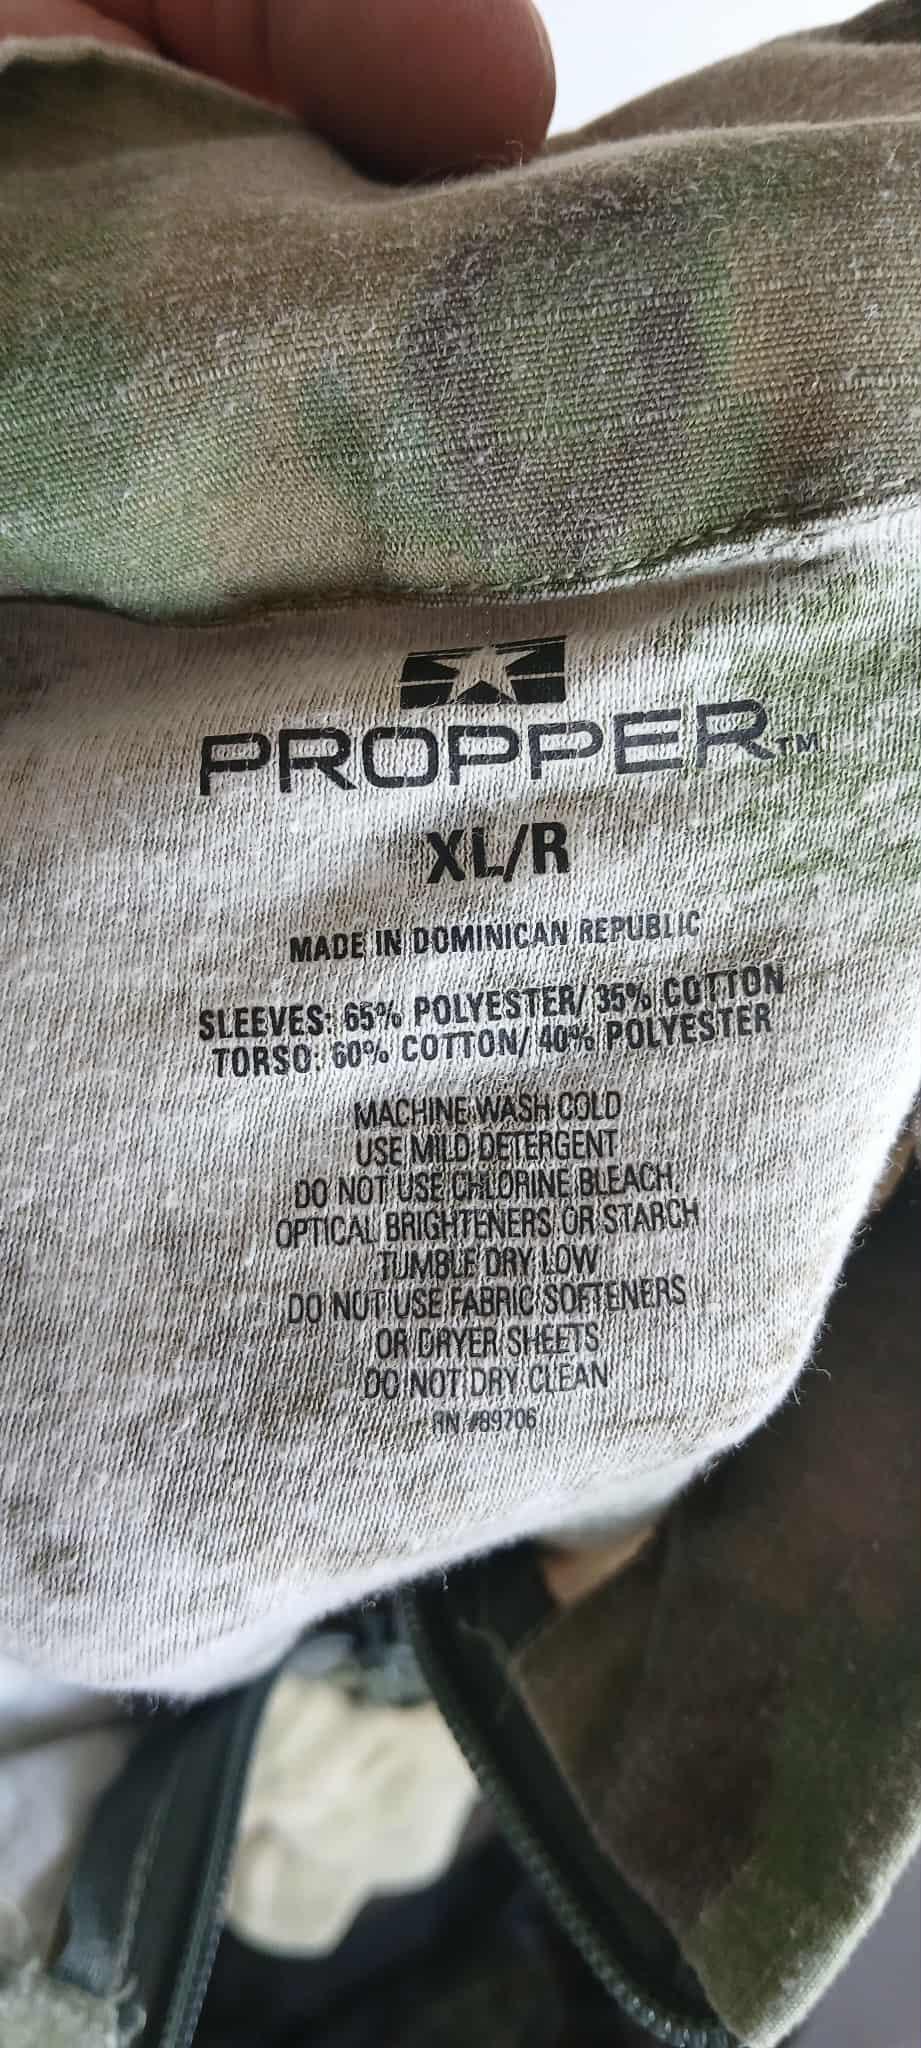 PROPPER™
XL/R
MADE IN DOMINICAN REPUBLIC
SLEEVES: 65% POLYESTER/ 35% COTTON
TORSO: 60% COTTON/ 40% POLYESTER
MACHINE WASH COLD
USE MILD DETERGENT
DO NOT USE CHLORINE BLEACH,
OPTICAL BRIGHTENERS OR STARCH
TUMBLE DRY LOW
DO NOT USE FABRIC SOFTENERS
OR DRYER SHEETS
DO NOT DRY CLEAN
RN #89706